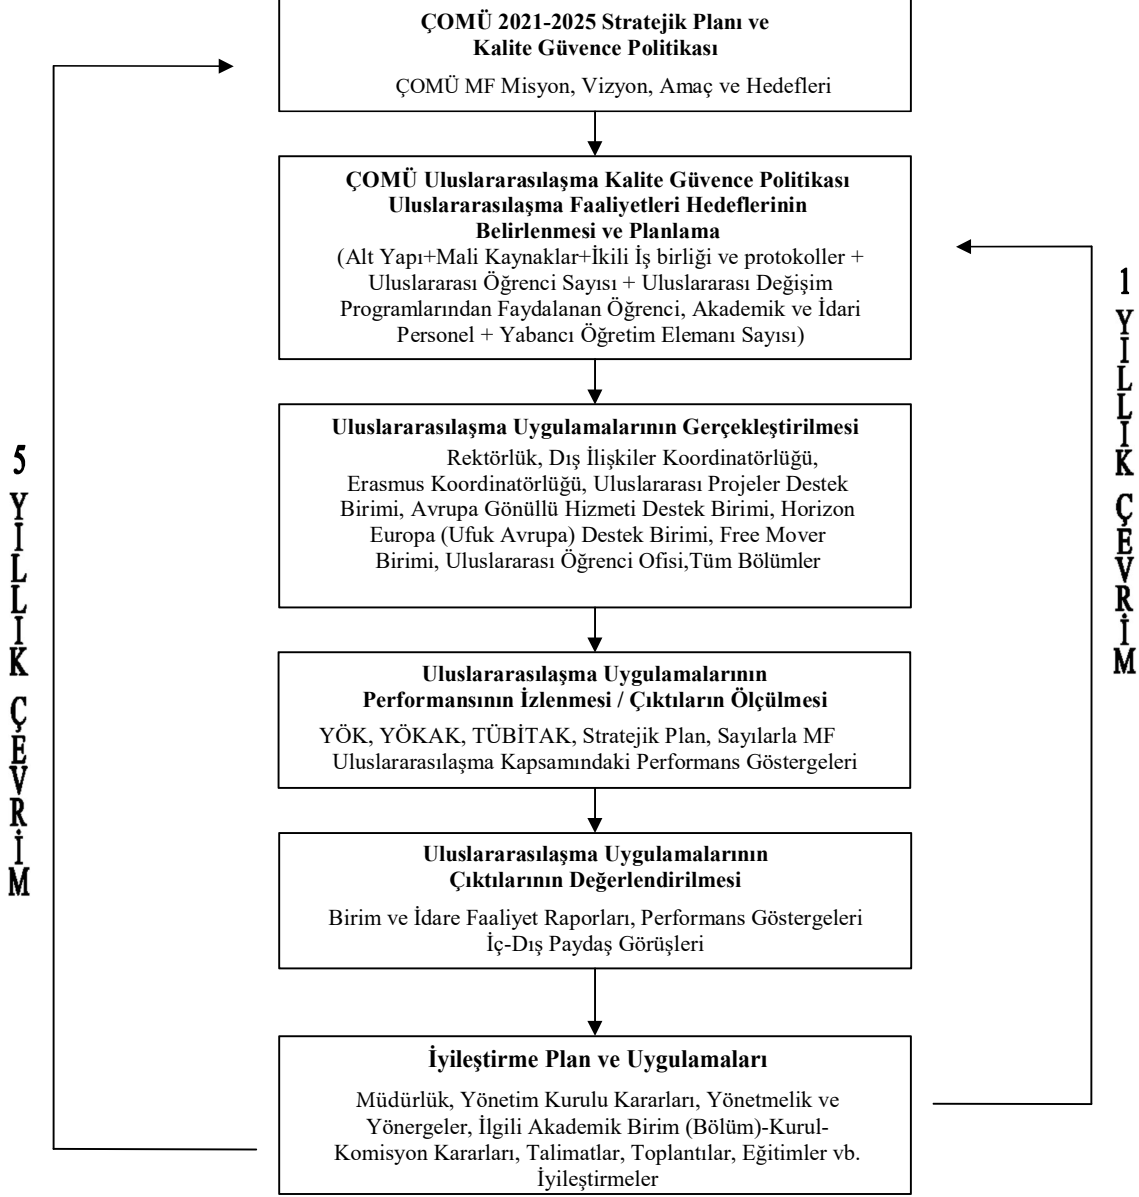 ÇOMÜ 2021-2025 Stratejik Planı ve
Kalite Güvence Politikası
ÇOMÜ MF Misyon, Vizyon, Amaç ve Hedefleri
ÇOMÜ Uluslararasılaşma Kalite Güvence Politikası
Uluslararasılaşma Faaliyetleri Hedeflerinin
Belirlenmesi ve Planlama
(Alt Yapı+Mali Kaynaklar+İkili İş birliği ve protokoller +
Uluslararası Öğrenci Sayısı + Uluslararası Değişim
Programlarından Faydalanan Öğrenci, Akademik ve İdari
Personel + Yabancı Öğretim Elemanı Sayısı)
Uluslararasılaşma Uygulamalarının Gerçekleştirilmesi
Rektörlük, Dış İlişkiler Koordinatörlüğü,
Erasmus Koordinatörlüğü, Uluslararası Projeler Destek
Birimi, Avrupa Gönüllü Hizmeti Destek Birimi, Horizon
Europa (Ufuk Avrupa) Destek Birimi, Free Mover
Birimi, Uluslararası Öğrenci Ofisi,Tüm Bölümler
Uluslararasılaşma Uygulamalarının
Performansının İzlenmesi / Çıktıların Ölçülmesi
YÖK, YÖKAK, TÜBİTAK, Stratejik Plan, Sayılarla MF
Uluslararasılaşma Kapsamındaki Performans Göstergeleri
Uluslararasılaşma Uygulamalarının
Çıktılarının Değerlendirilmesi
Birim ve İdare Faaliyet Raporları, Performans Göstergeleri
İç-Dış Paydaş Görüşleri
İyileştirme Plan ve Uygulamaları
Müdürlük, Yönetim Kurulu Kararları, Yönetmelik ve
Yönergeler, İlgili Akademik Birim (Bölüm)-Kurul-
Komisyon Kararları, Talimatlar, Toplantılar, Eğitimler vb.
İyileştirmeler
5 YILLIK ÇEVRİM
1 YILLIK ÇEVRİM